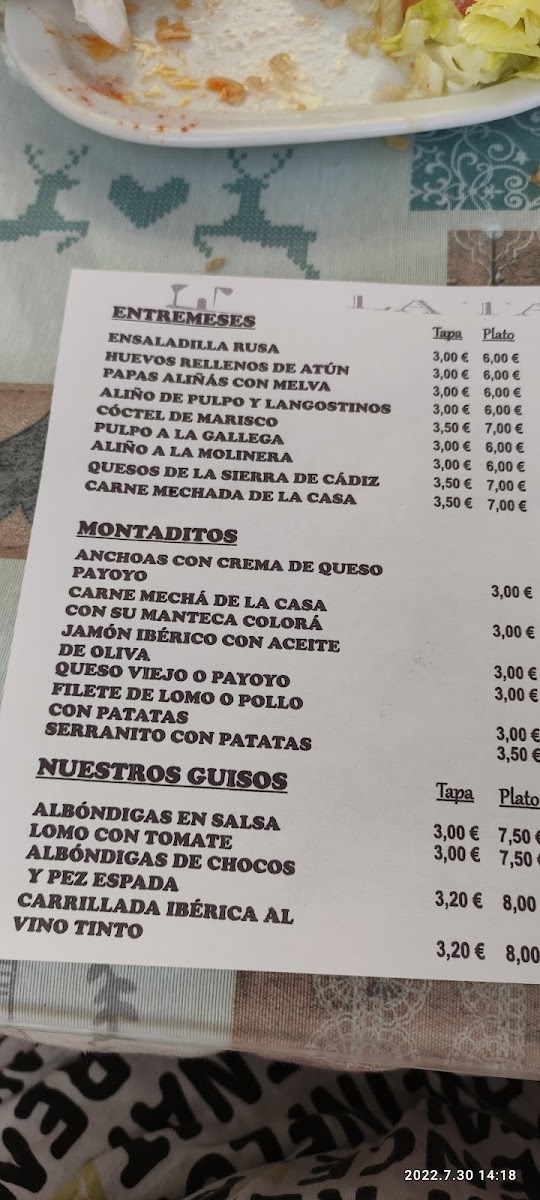 LA TA
ENTREMESES Tapa Plato
ENSALADILLA RUSA 3,00 € 6,00 €
HUEVOS RELLENOS DE ATÚN 3,00 € 6,00 €
PAPAS ALIÑÁS CON MELVA 3,00 € 6,00 €
ALIÑO DE PULPO Y LANGOSTINOS 3,00 € 6,00 €
CÓCTEL DE MARISCO 3,50 € 7,00 €
PULPO A LA GALLEGA 3,00 € 6,00 €
ALIÑO A LA MOLINERA 3,00 € 6,00 €
QUESOS DE LA SIERRA DE CÁDIZ 3,50 € 7,00 €
CARNE MECHADA DE LA CASA 3,50 € 7,00 €
MONTADITOS
ANCHOAS CON CREMA DE QUESO
PAYOYO 3,00 €
CARNE MECHÁ DE LA CASA
CON SU MANTECA COLORÁ 3,00 €
JAMÓN IBÉRICO CON ACEITE
DE OLIVA 3,00 €
QUESO VIEJO O PAYOYO 3,00 €
FILETE DE LOMO O POLLO
CON PATATAS 3,00 €
SERRANITO CON PATATAS 3,50 €
NUESTROS GUISOS Tapa Plato
ALBÓNDIGAS EN SALSA 3,00 € 7,50 €
LOMO CON TOMATE 3,00 € 7,50
ALBÓNDIGAS DE CHOCOS
Y PEZ ESPADA 3,20 € 8,00
CARRILLADA IBÉRICA AL
VINO TINTO 3,20 € 8,00
2022.7.30 14:18